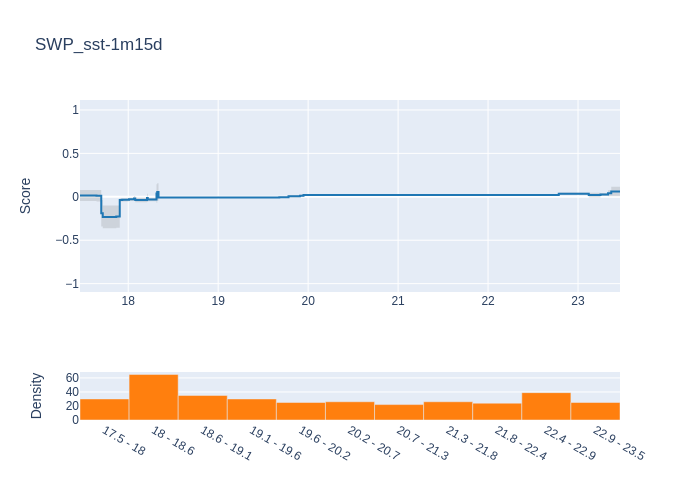 SWP_sst-1m15d
Score
1
0.5
0
−0.5
−1
18 19 20 21 22 23
Density
60
40
20
0
17.5 - 18
18 - 18.6
18.6 - 19.1
19.1 - 19.6
19.6 - 20.2
20.2 - 20.7
20.7 - 21.3
21.3 - 21.8
21.8 - 22.4
22.4 - 22.9
22.9 - 23.5